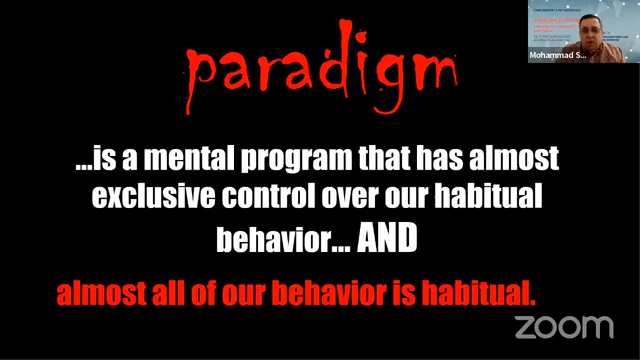 paradigm
...is a mental program that has almost
exclusive control over our habitual
behavior... AND
almost all of our behavior is habitual.
Mohammad S...
zoom